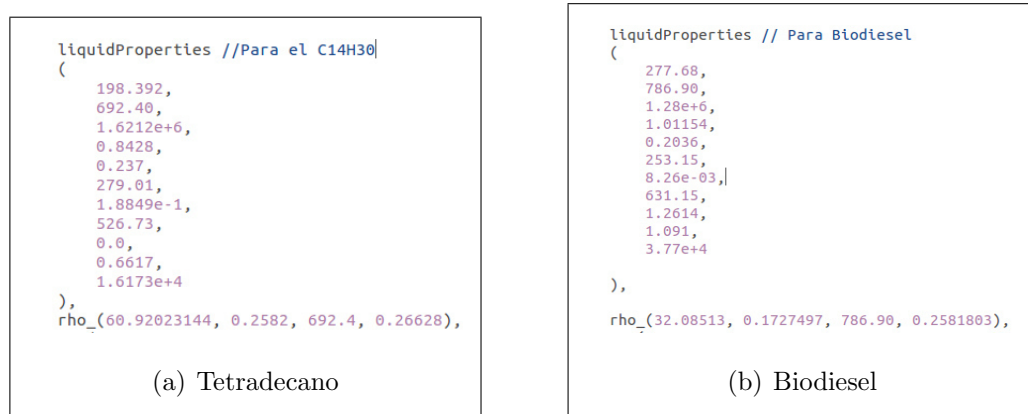 liquidProperties //Para el C14H30
(
198.392,
692.40,
1.6212e+6,
0.8428,
0.237,
279.01,
1.8849e-1,
526.73,
0.0,
0.6617,
1.6173e+4
),
rho_(60.92023144, 0.2582, 692.4, 0.26628),
(a) Tetradecano
liquidProperties // Para Biodiesel
(
277.68,
786.90,
1.28e+6,
1.01154,
0.2036,
253.15,
8.26e-03,
631.15,
1.2614,
1.091,
3.77e+4
),
rho_(32.08513, 0.1727497, 786.90, 0.2581803),
(b) Biodiesel